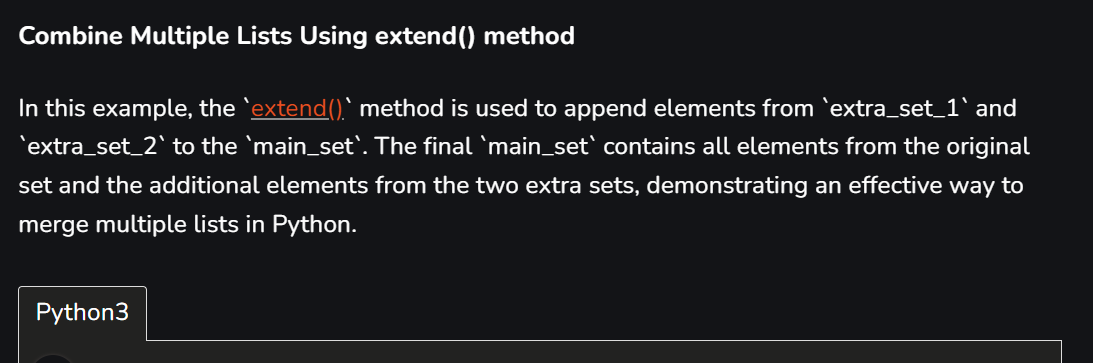 Combine Multiple Lists Using extend() method
In this example, the `extend()` method is used to append elements from `extra_set_1` and
`extra_set_2` to the `main_set`. The final `main_set` contains all elements from the original
set and the additional elements from the two extra sets, demonstrating an effective way to
merge multiple lists in Python.
Python3